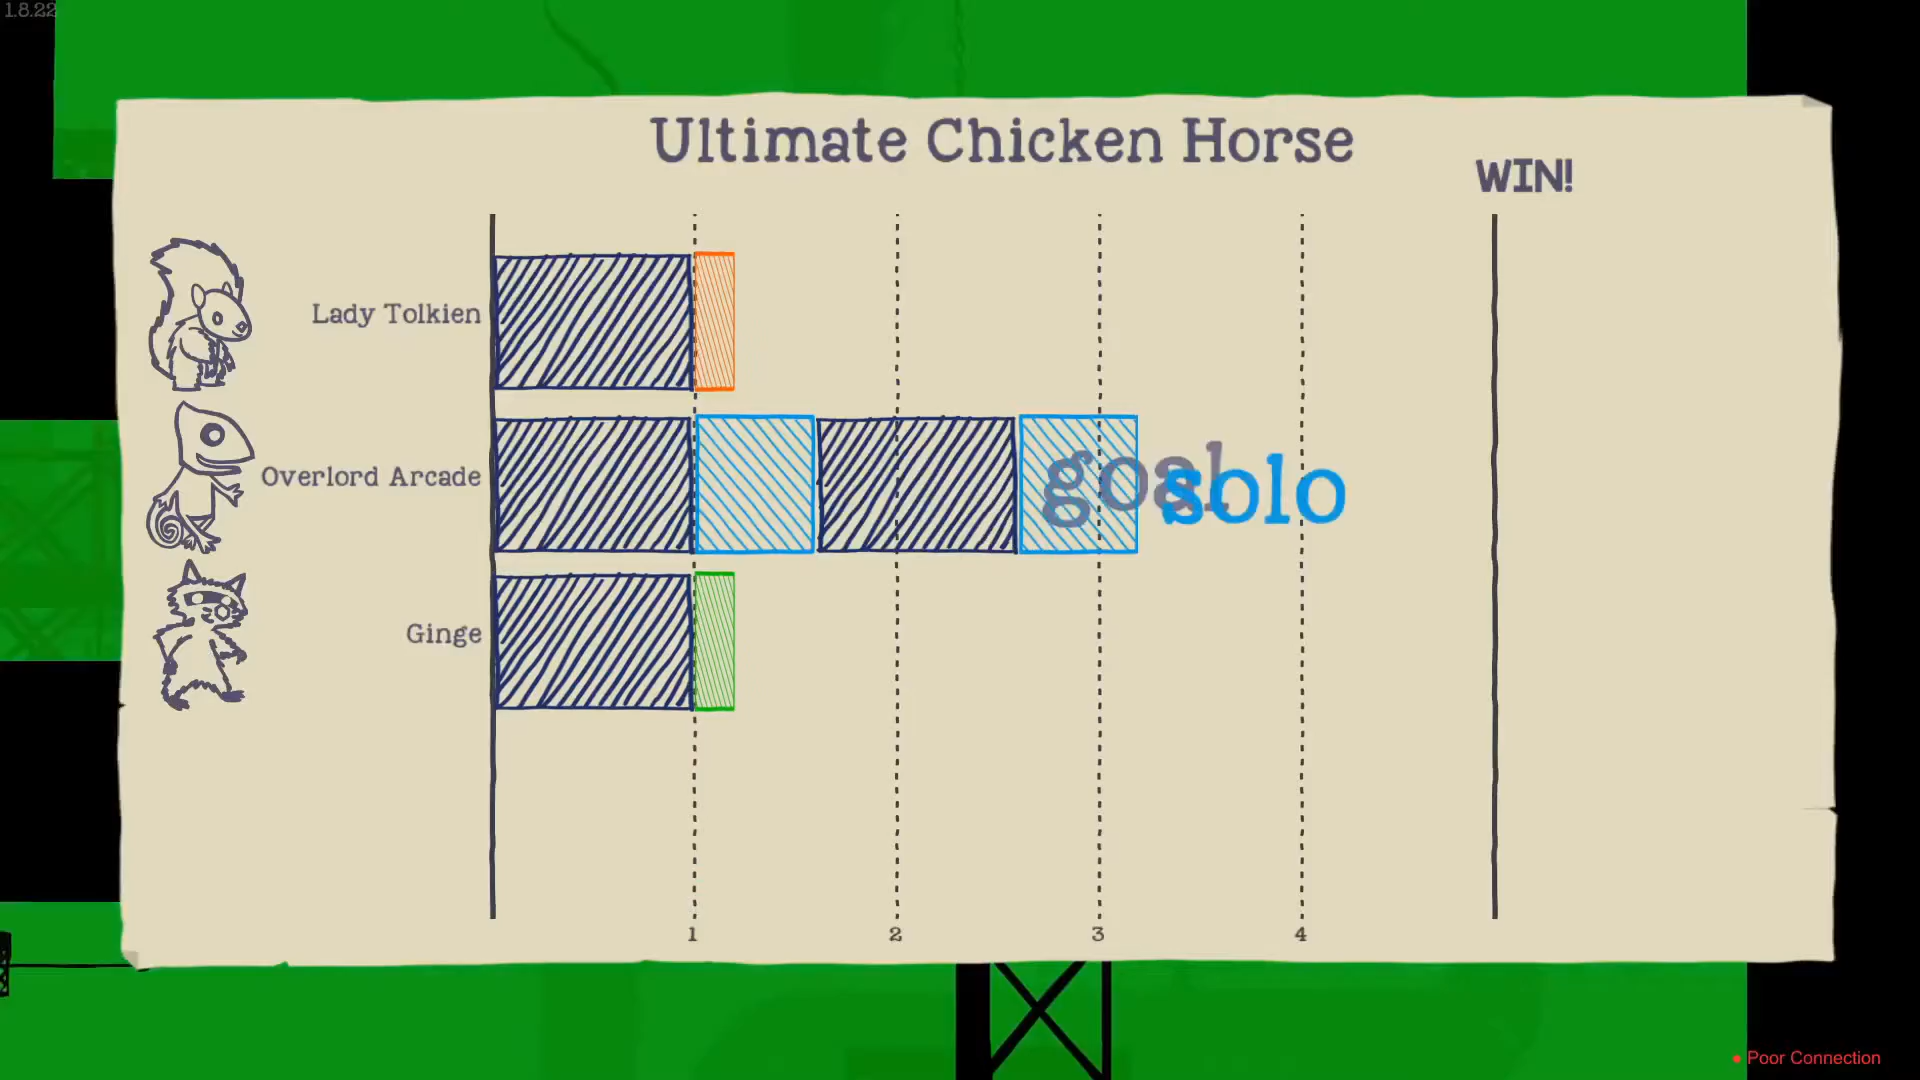 1.8.22
Ultimate Chicken Horse
WIN!
Lady Tolkien
Overlord Arcade
goal
solo
Ginge
1
2
3
4
Poor Connection